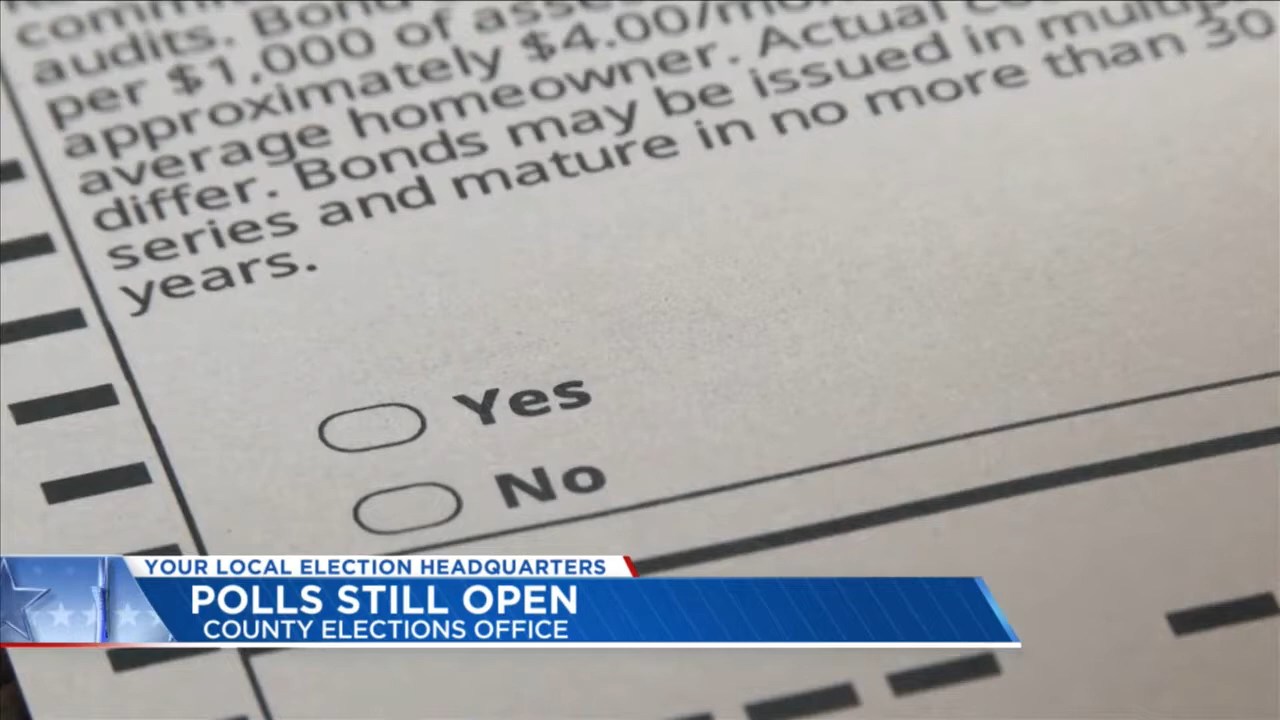 audits. Bond
per $1,000 of
approximately $4.00/mo
average homeowner. Actual
differ. Bonds may be issued in
series and mature in no more than 30
years.
Yes
No
YOUR LOCAL ELECTION HEADQUARTERS
POLLS STILL OPEN
COUNTY ELECTIONS OFFICE